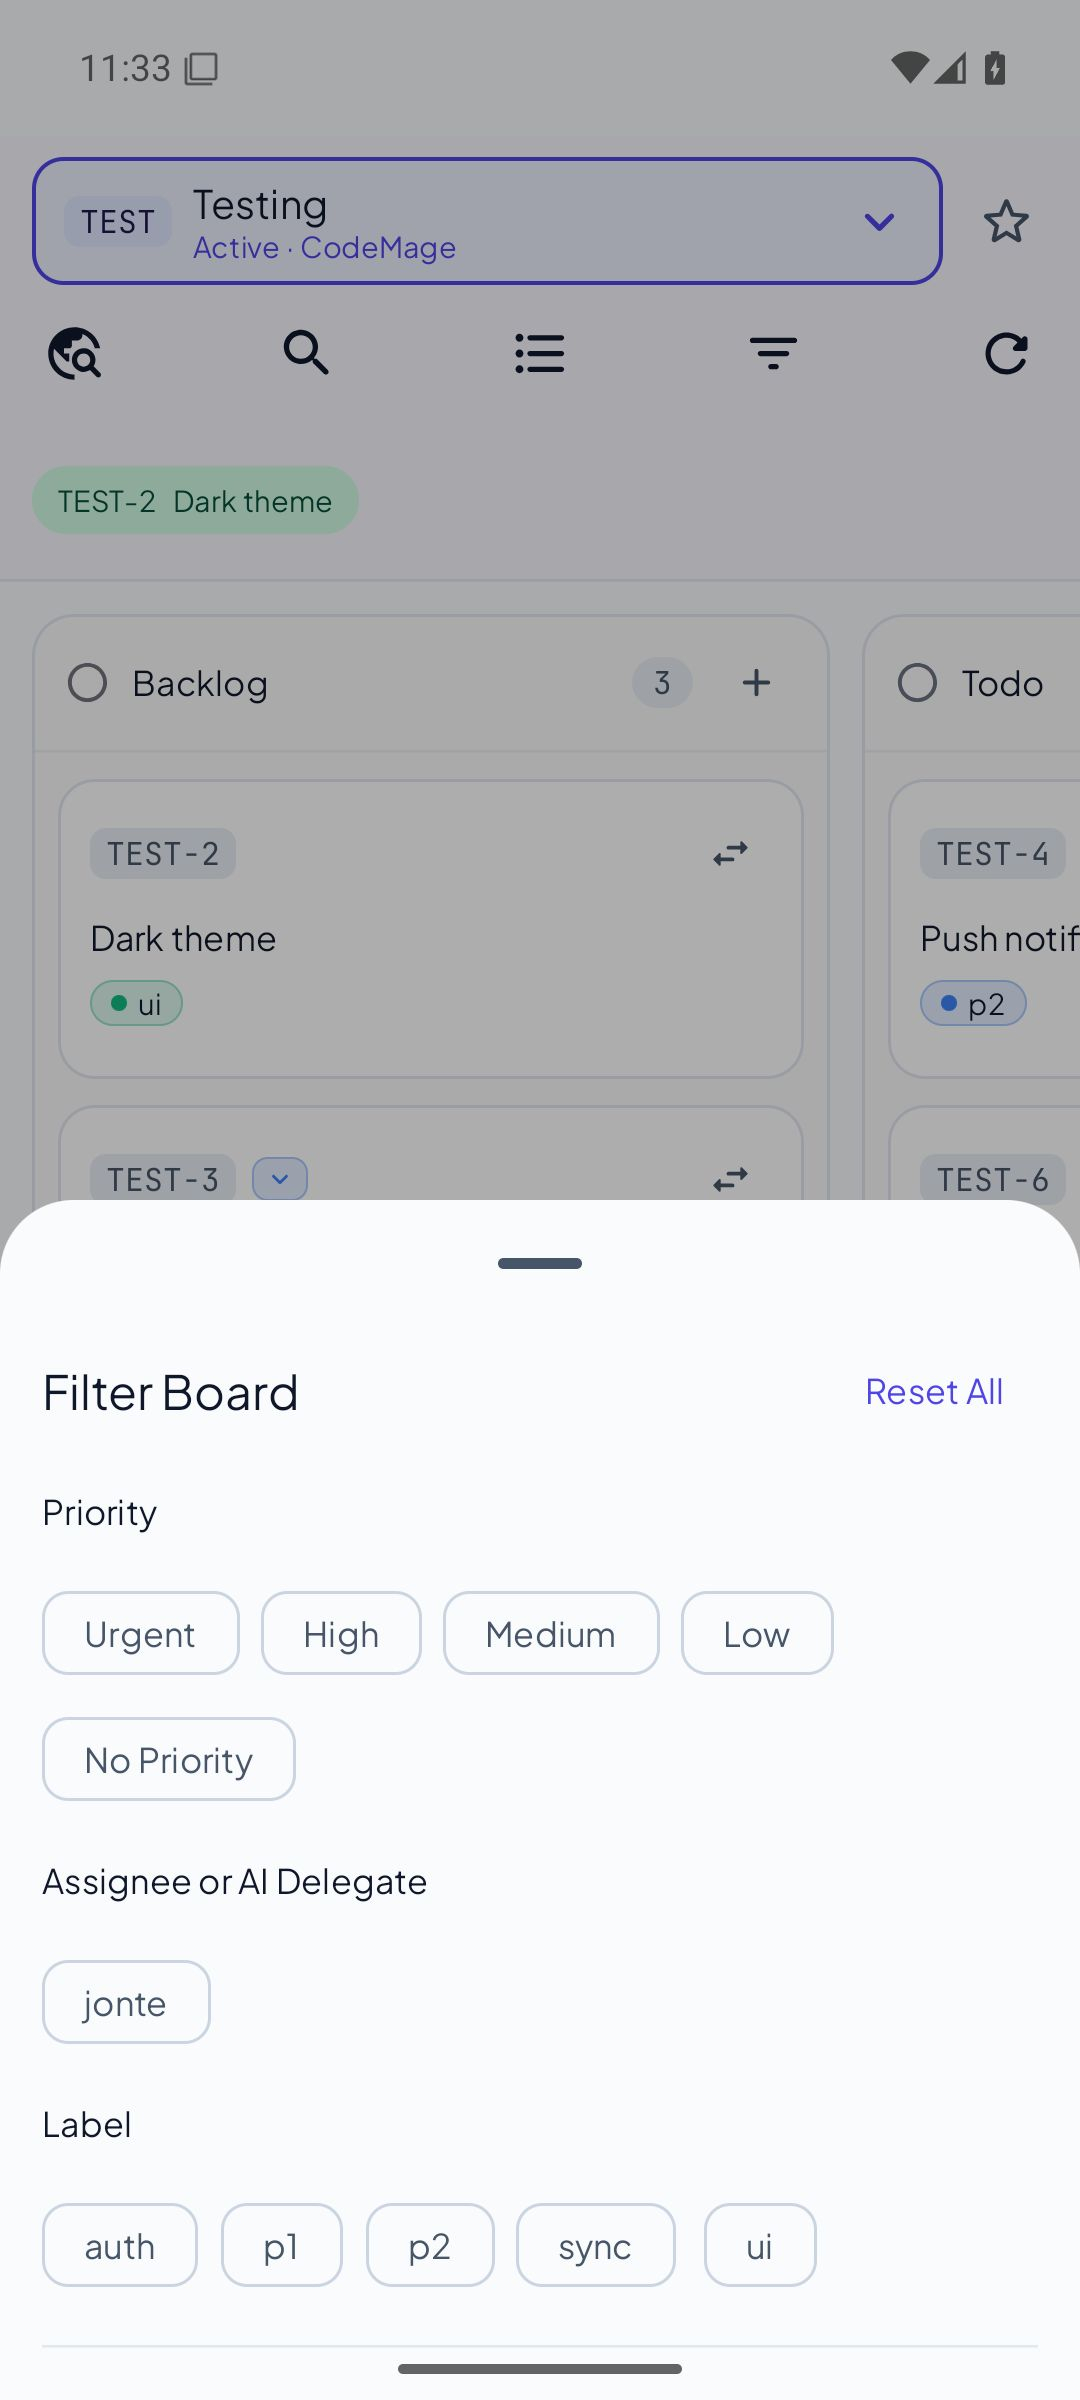 11:33
TEST
Testing
Active · CodeMage
TEST-2 Dark theme
Backlog
3
Todo
TEST-2
Dark theme
ui
TEST-4
Push notif
p2
TEST-3
TEST-6
Filter Board
Reset All
Priority
Urgent
High
Medium
Low
No Priority
Assignee or AI Delegate
jonte
Label
auth
p1
p2
sync
ui